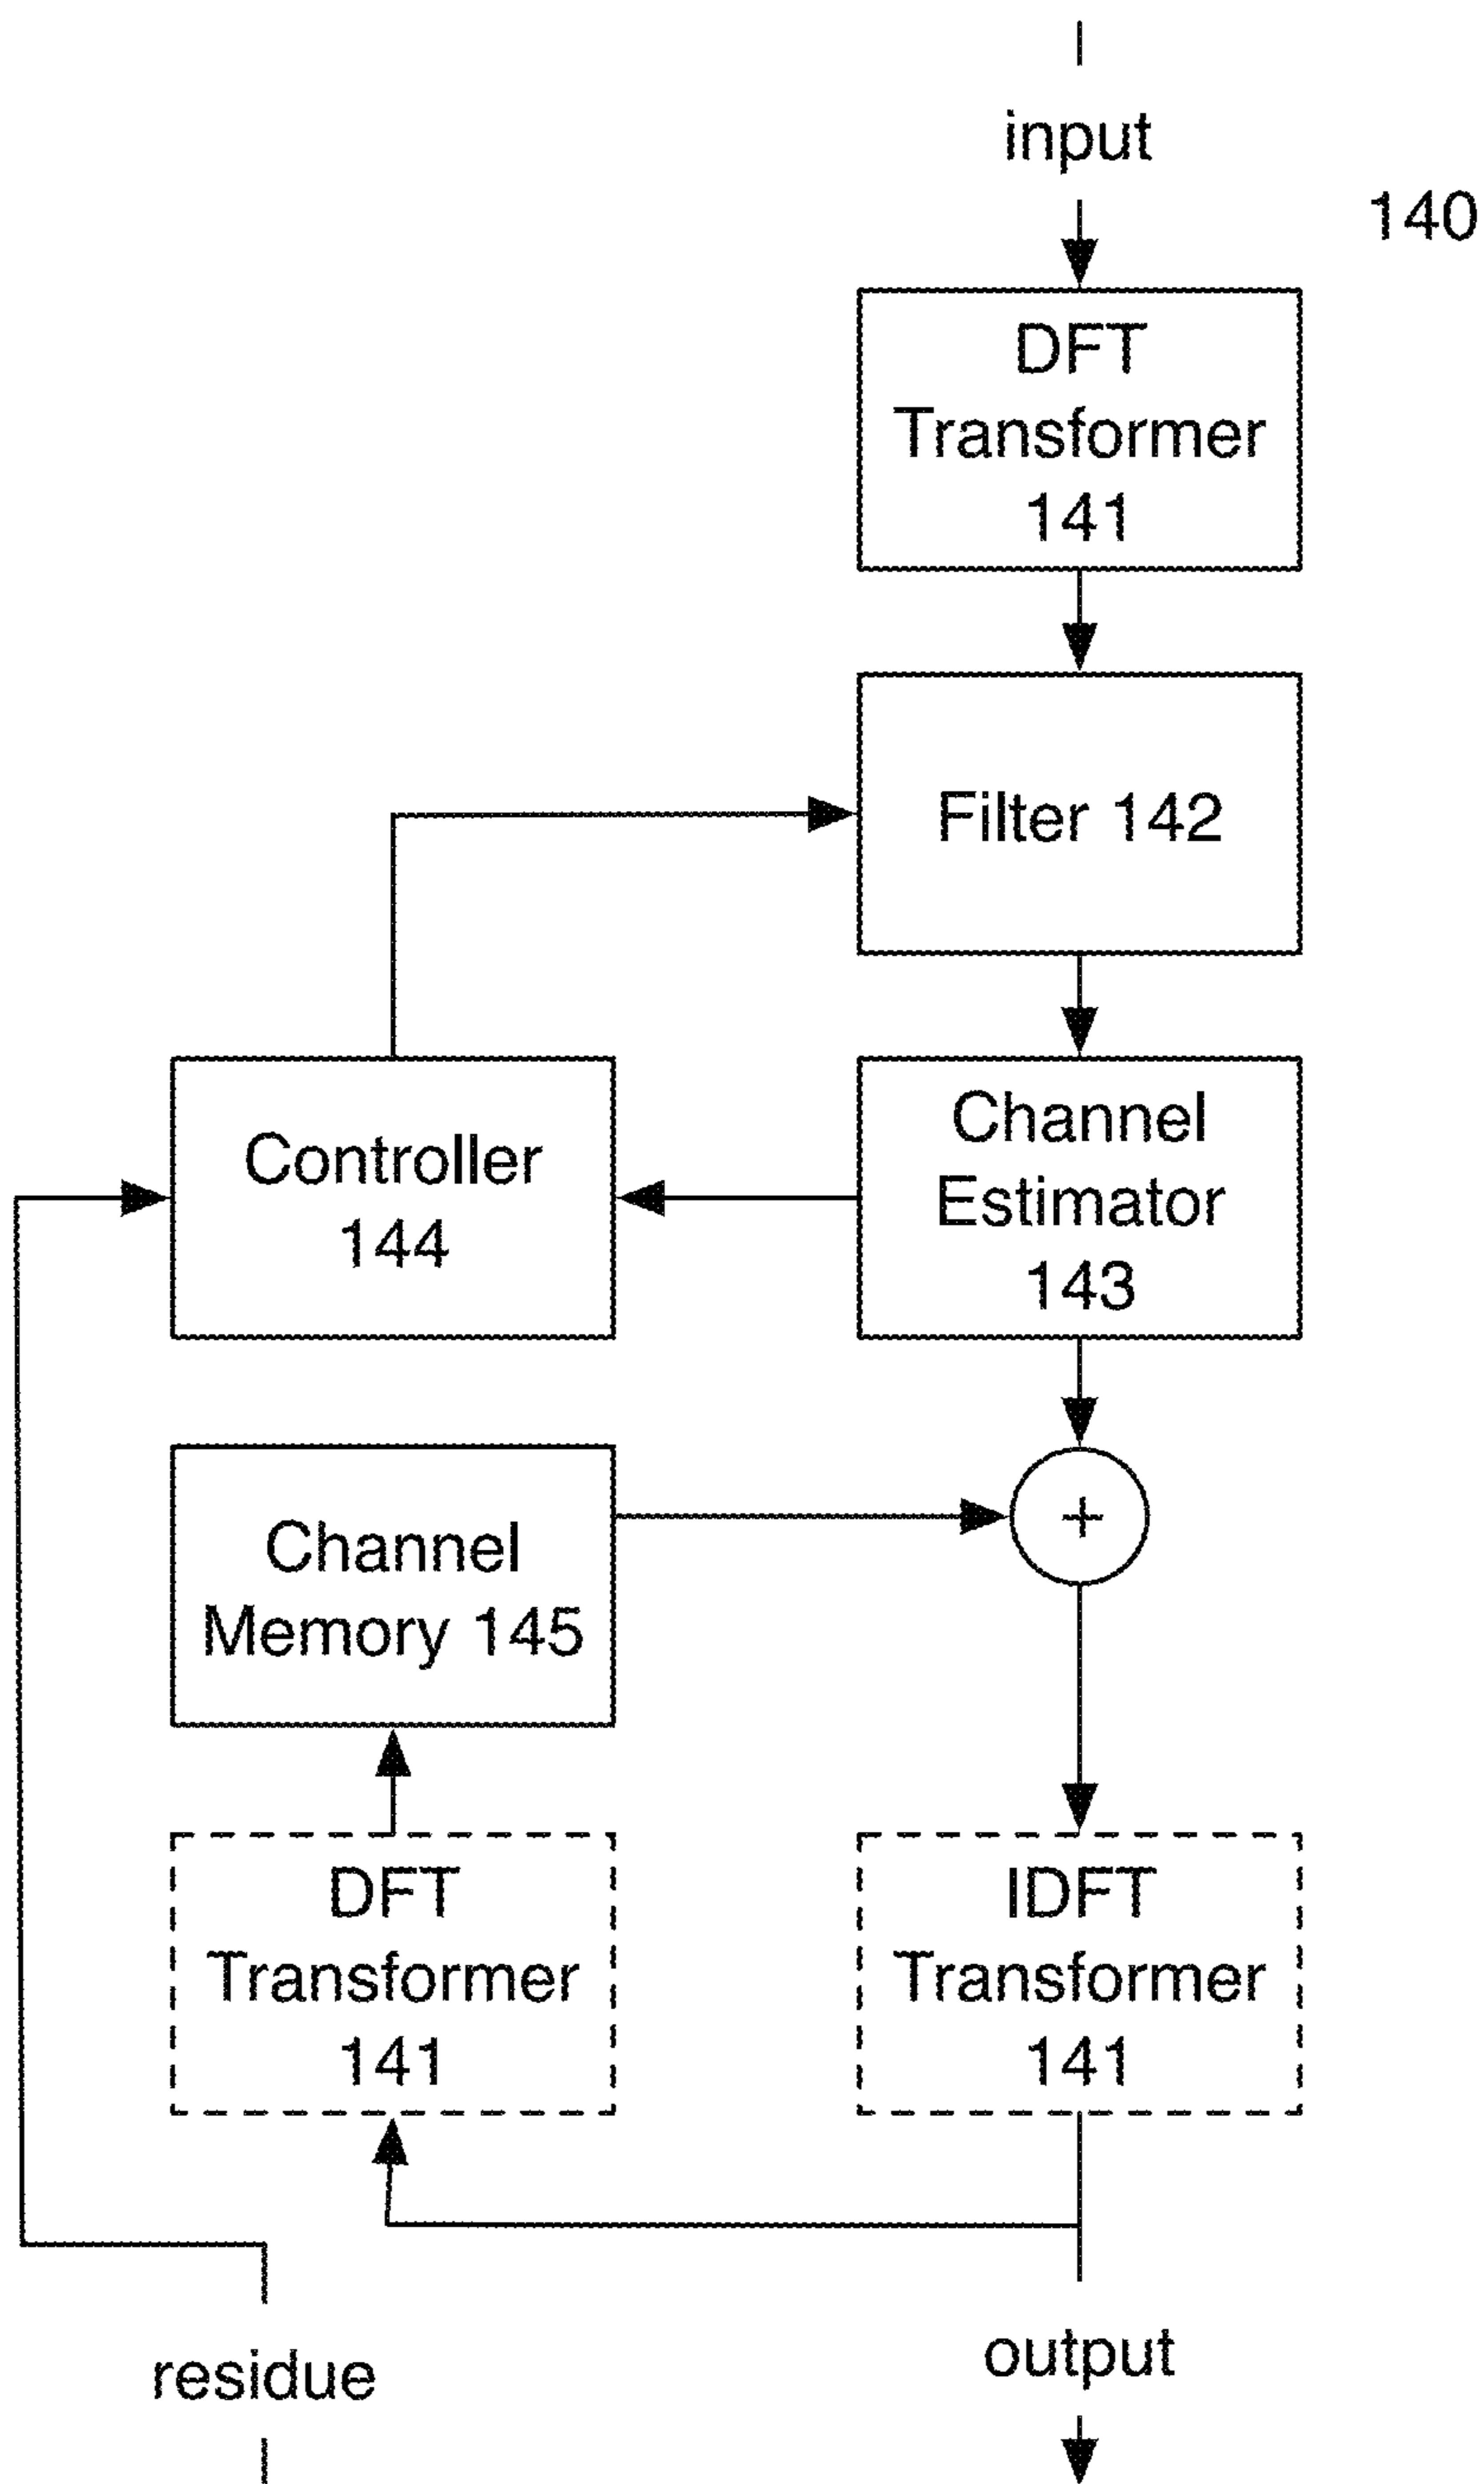 input
140
DFT
Transformer
141
Filter 142
Controller
144
Channel
Estimator
143
Channel
Memory 145
+
DFT
Transformer
141
IDFT
Transformer
141
residue
output